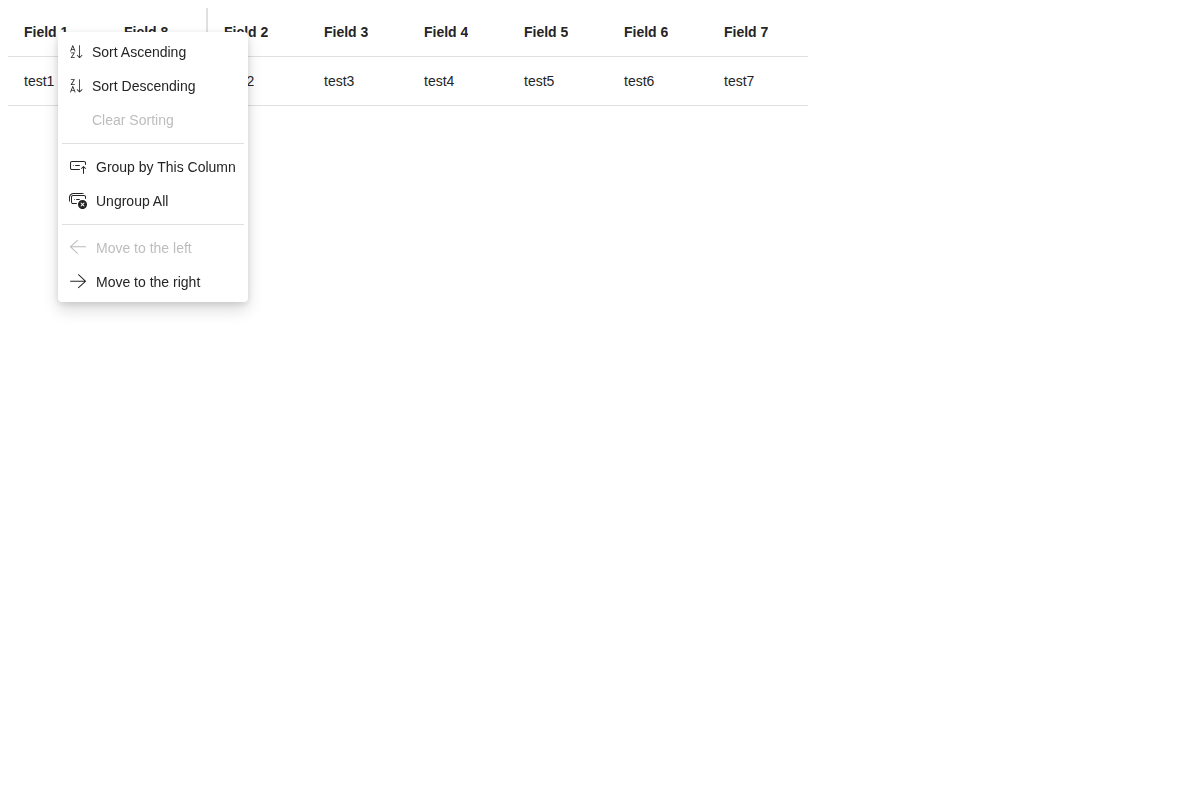 Field 1 Field 8 Field 2 Field 3 Field 4 Field 5 Field 6 Field 7
test1 2 test3 test4 test5 test6 test7
Sort Ascending
Sort Descending
Clear Sorting
Group by This Column
Ungroup All
Move to the left
Move to the right